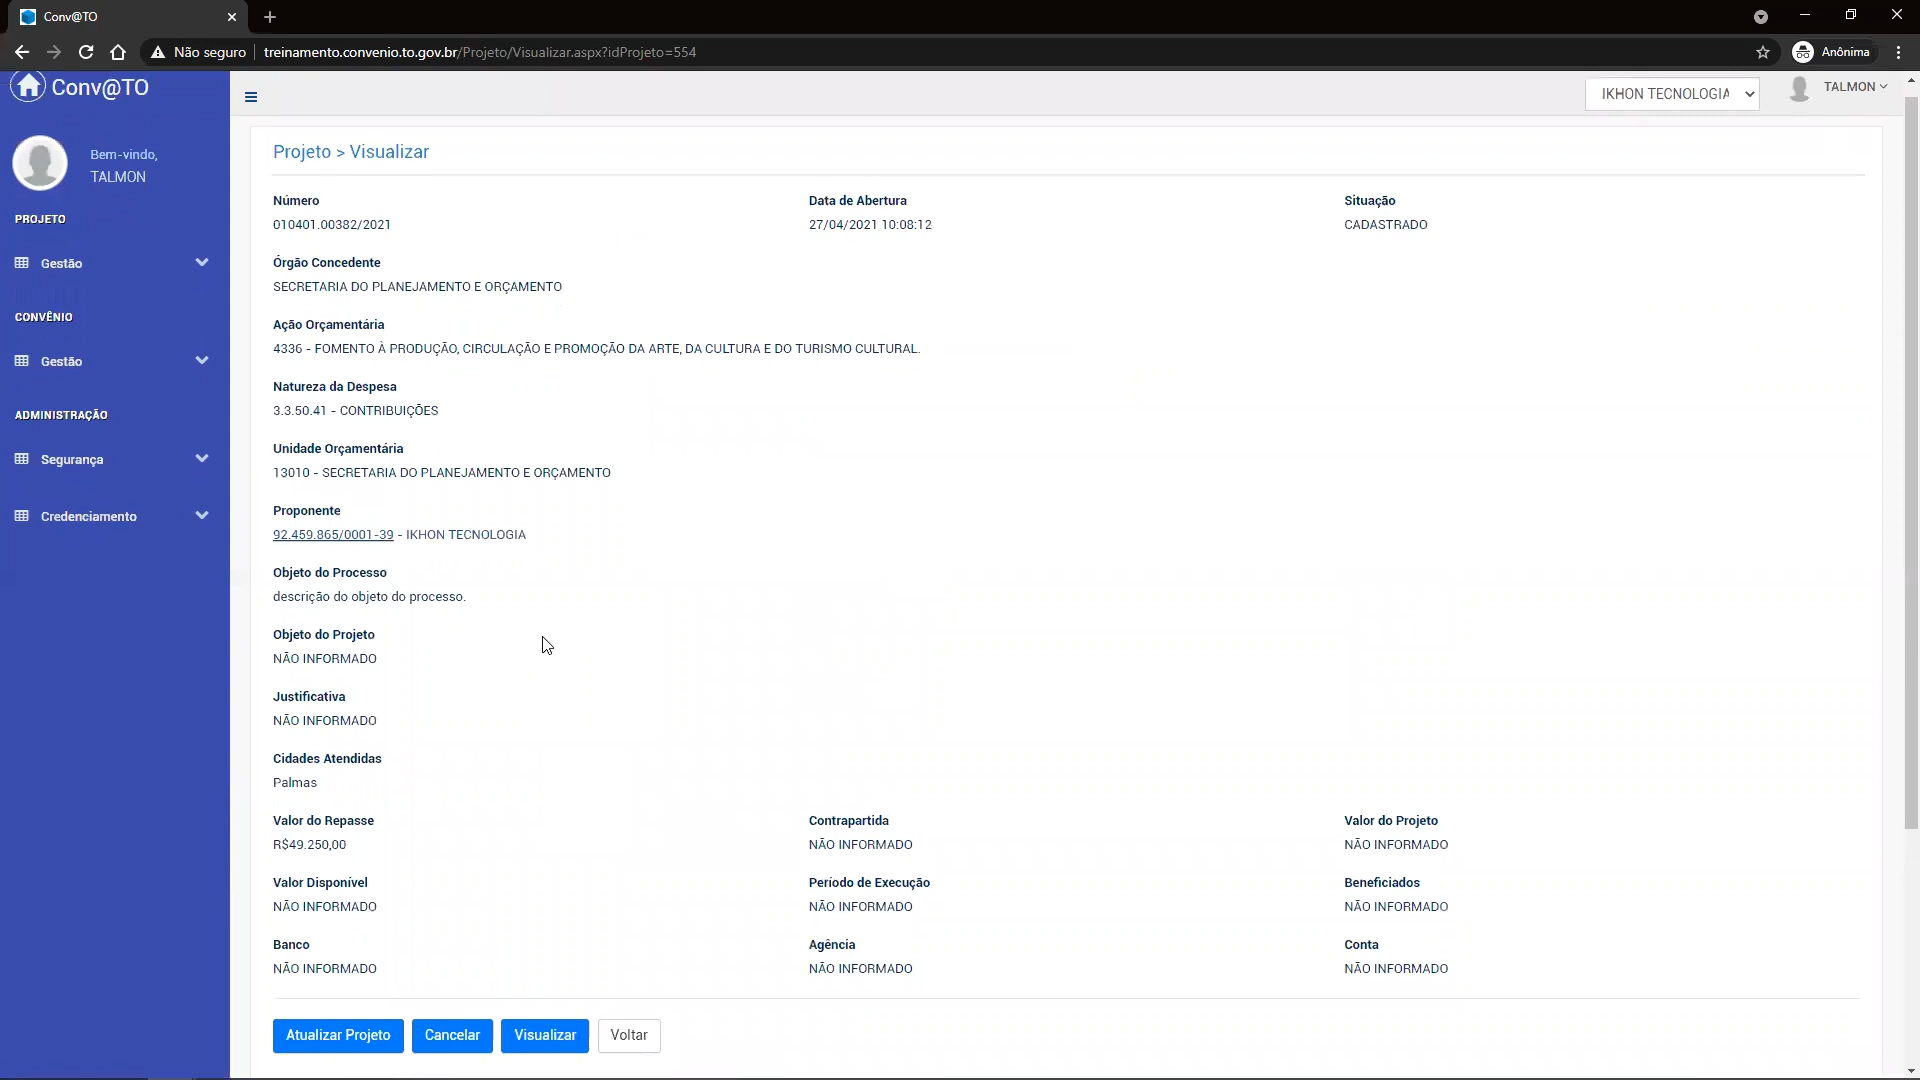 Conv@TO
Não seguro treinamento.convenio.to.gov.br/Projeto/Visualizar.aspx?idProjeto=554 Anônima
Conv@TO
IKHON TECNOLOGIA
TALMON
Bem-vindo,
TALMON
PROJETO
Gestão
CONVÊNIO
Gestão
ADMINISTRAÇÃO
Segurança
Credenciamento
Projeto > Visualizar
Número Data de Abertura Situação
010401.00382/2021 27/04/2021 10:08:12 CADASTRADO
Órgão Concedente
SECRETARIA DO PLANEJAMENTO E ORÇAMENTO
Ação Orçamentária
4336 - FOMENTO À PRODUÇÃO, CIRCULAÇÃO E PROMOÇÃO DA ARTE, DA CULTURA E DO TURISMO CULTURAL.
Natureza da Despesa
3.3.50.41 - CONTRIBUIÇÕES
Unidade Orçamentária
13010 - SECRETARIA DO PLANEJAMENTO E ORÇAMENTO
Proponente
92.459.865/0001-39 - IKHON TECNOLOGIA
Objeto do Processo
descrição do objeto do processo.
Objeto do Projeto
NÃO INFORMADO
Justificativa
NÃO INFORMADO
Cidades Atendidas
Palmas
Valor do Repasse Contrapartida Valor do Projeto
R$49.250,00 NÃO INFORMADO NÃO INFORMADO
Valor Disponível Período de Execução Beneficiados
NÃO INFORMADO NÃO INFORMADO NÃO INFORMADO
Banco Agência Conta
NÃO INFORMADO NÃO INFORMADO NÃO INFORMADO
Atualizar Projeto Cancelar Visualizar Voltar